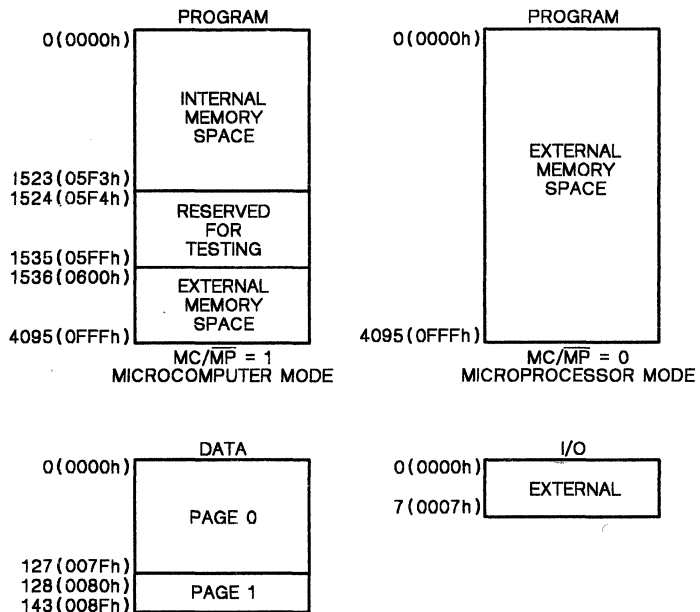 PROGRAM
0(0000h)
INTERNAL
MEMORY
SPACE
1523(05F3h)
1524(05F4h)
RESERVED
FOR
TESTING
1535(05FFh)
1536(0600h)
EXTERNAL
MEMORY
SPACE
4095(0FFFh)
MC/M̅P̅ = 1
MICROCOMPUTER MODE
PROGRAM
0(0000h)
EXTERNAL
MEMORY
SPACE
4095(0FFFh)
MC/M̅P̅ = 0
MICROPROCESSOR MODE
DATA
0(0000h)
PAGE 0
127(007Fh)
128(0080h)
PAGE 1
143(008Fh)
I/O
0(0000h)
EXTERNAL
7(0007h)